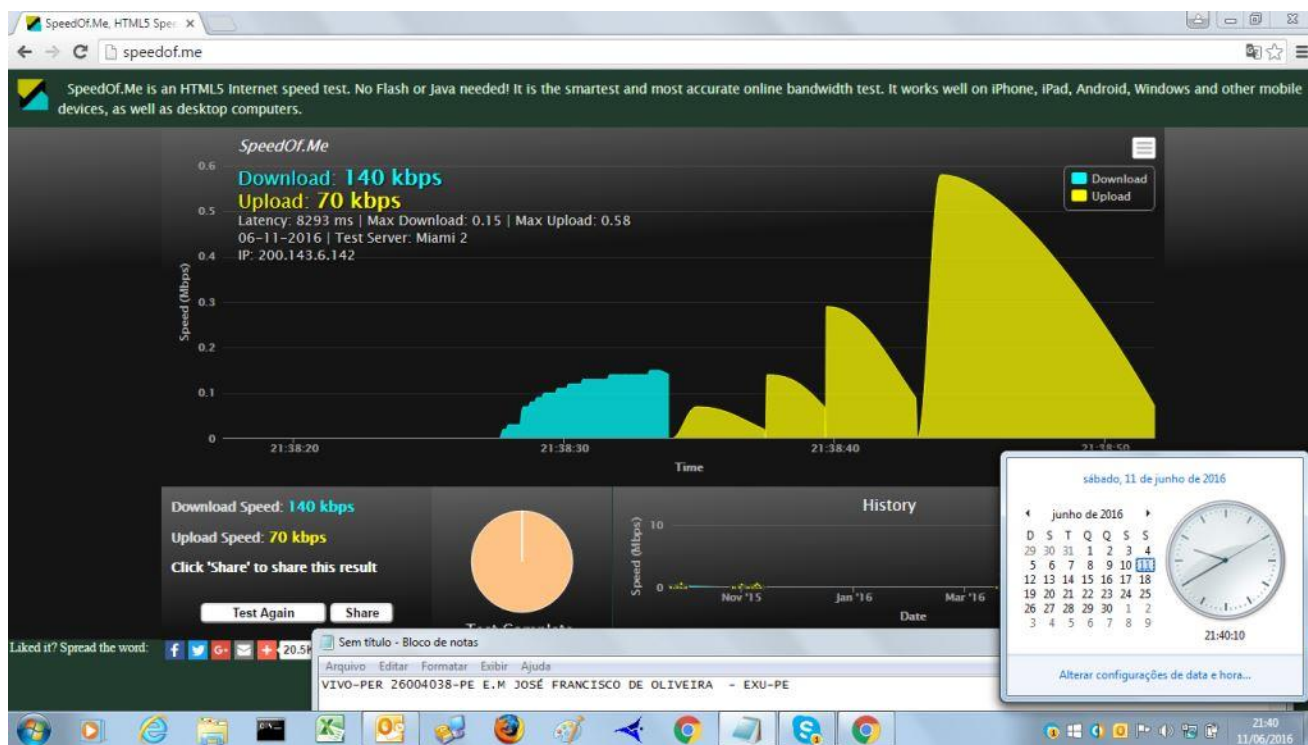 SpeedOf.Me, HTML5 Spe
speedof.me
SpeedOf.Me is an HTML5 Internet speed test. No Flash or Java needed! It is the smartest and most accurate online bandwidth test. It works well on iPhone, iPad, Android, Windows and other mobile
devices, as well as desktop computers.
SpeedOf.Me
Download: 140 kbps
Upload: 70 kbps
Latency: 8293 ms | Max Download: 0.15 | Max Upload: 0.58
06-11-2016 | Test Server: Miami 2
IP: 200.143.6.142
Download
Upload
Speed (Mbps)
0.6
0.5
0.4
0.3
0.2
0.1
0
21:38:20 21:38:30 21:38:40 21:38:50
Time
Download Speed: 140 kbps
Upload Speed: 70 kbps
Click 'Share' to share this result
Test Again Share
Test Complete
History
Speed (Mbps)
10
0
Nov '15 Jan '16 Mar '16
Date
sábado, 11 de junho de 2016
junho de 2016
D S T Q Q S S
29 30 31 1 2 3 4
5 6 7 8 9 10 11
12 13 14 15 16 17 18
19 20 21 22 23 24 25
26 27 28 29 30 1 2
3 4 5 6 7 8 9
21:40:10
Alterar configurações de data e hora...
Liked it? Spread the word: 20.5K
Sem título - Bloco de notas
Arquivo Editar Formatar Exibir Ajuda
VIVO-PER 26004038-PE E.M JOSÉ FRANCISCO DE OLIVEIRA - EXU-PE
21:40
11/06/2016